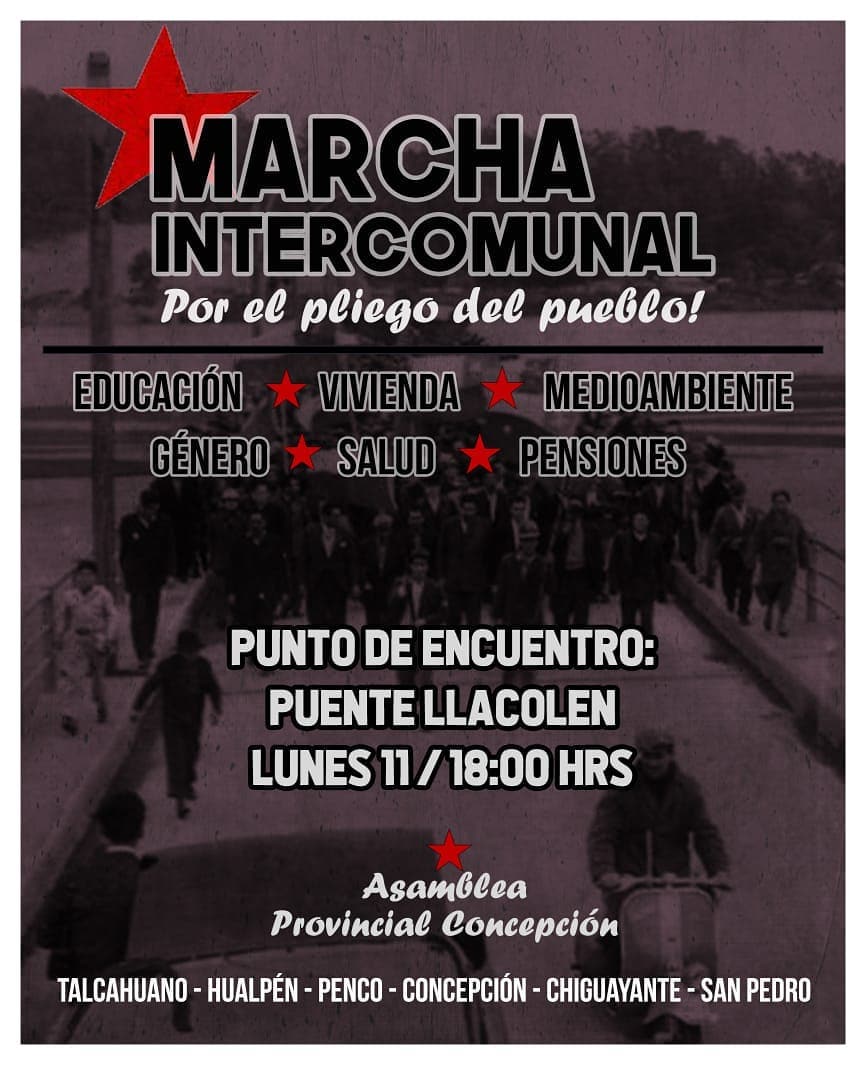 MARCHA
INTERCOMUNAL
Por el pliego del pueblo!
EDUCACIÓN ★ VIVIENDA ★ MEDIOAMBIENTE
GÉNERO ★ SALUD ★ PENSIONES
PUNTO DE ENCUENTRO:
PUENTE LLACOLEN
LUNES 11 / 18:00 HRS
Asamblea
Provincial Concepción
TALCAHUANO - HUALPÉN - PENCO - CONCEPCIÓN - CHIGUAYANTE - SAN PEDRO